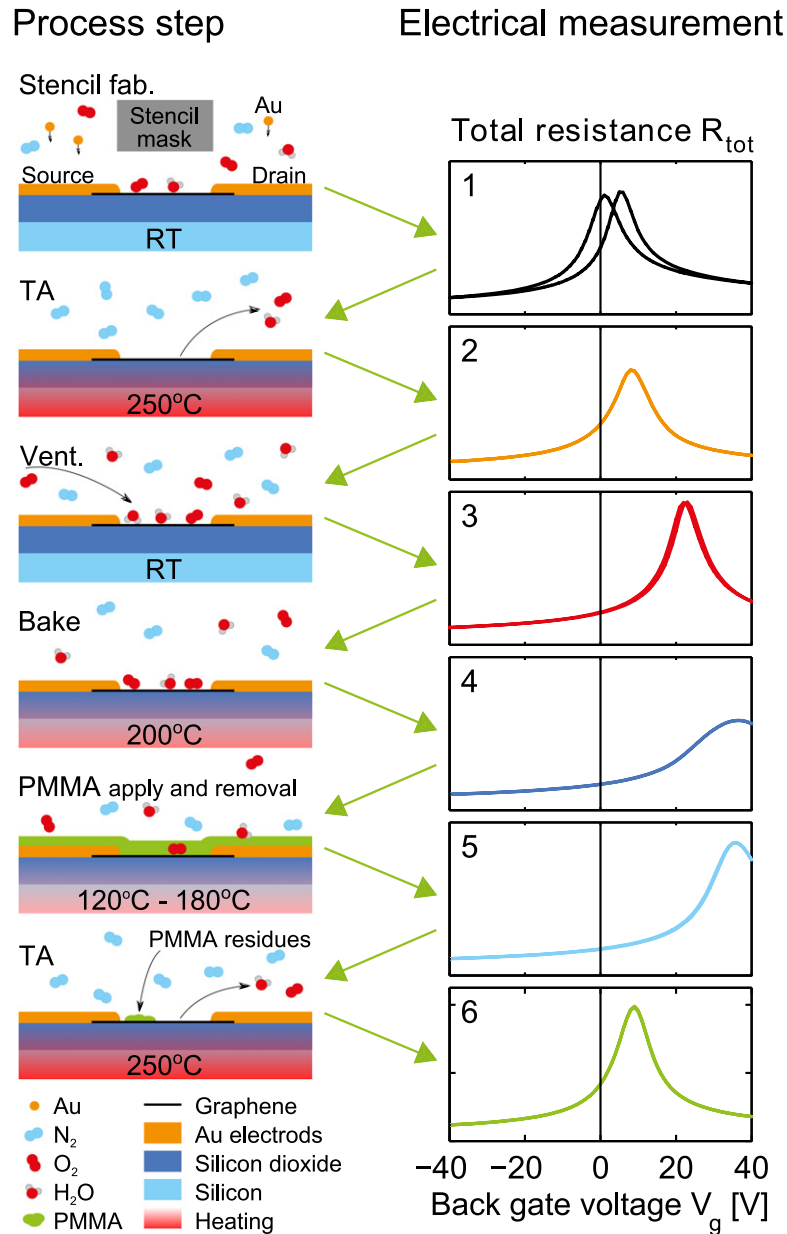 Process step
Electrical measurement
Stencil fab.
Au
Stencil
mask
Source
Drain
RT
Total resistance R_tot
1
TA
250°C
2
Vent.
RT
3
Bake
200°C
4
PMMA apply and removal
120°C - 180°C
5
TA
PMMA residues
250°C
6
−40 −20 0 20 40
Back gate voltage V_g [V]
Au
N₂
O₂
H₂O
PMMA
Graphene
Au electrods
Silicon dioxide
Silicon
Heating